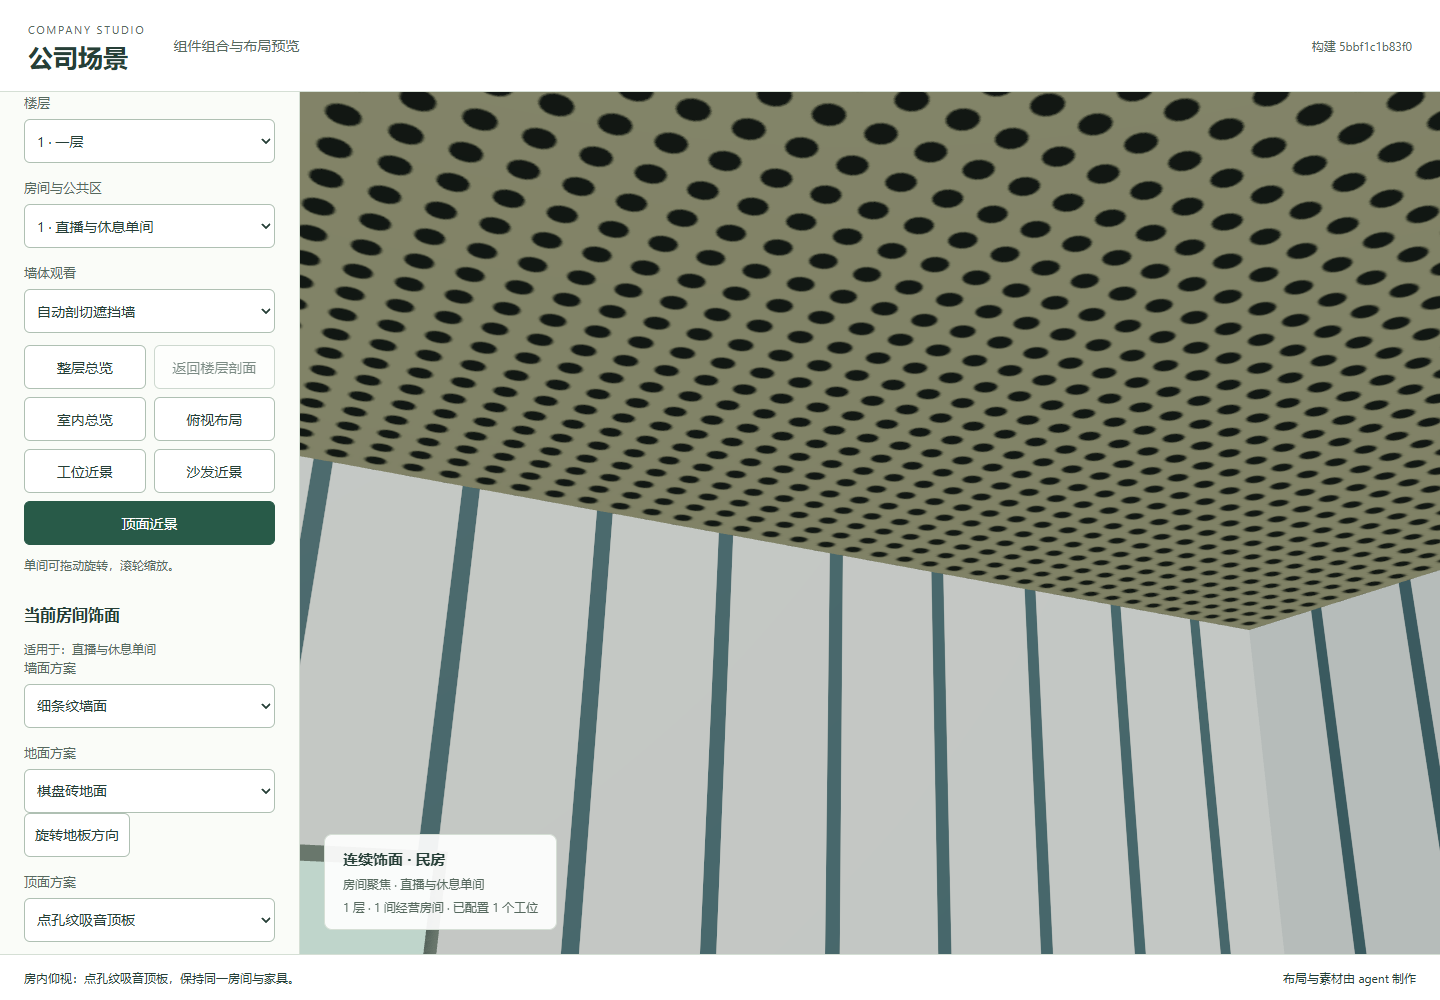 COMPANY STUDIO
公司场景
组件组合与布局预览
构建 5bbf1c1b83f0
楼层
1 · 一层
房间与公共区
1 · 直播与休息单间
墙体观看
自动剖切遮挡墙
整层总览
返回楼层剖面
室内总览
俯视布局
工位近景
沙发近景
顶面近景
单间可拖动旋转，滚轮缩放。
当前房间饰面
适用于：直播与休息单间
墙面方案
细条纹墙面
地面方案
棋盘砖地面
旋转地板方向
顶面方案
点孔纹吸音顶板
连续饰面 · 民房
房间聚焦 · 直播与休息单间
1 层 · 1 间经营房间 · 已配置 1 个工位
房内仰视：点孔纹吸音顶板，保持同一房间与家具。
布局与素材由 agent 制作